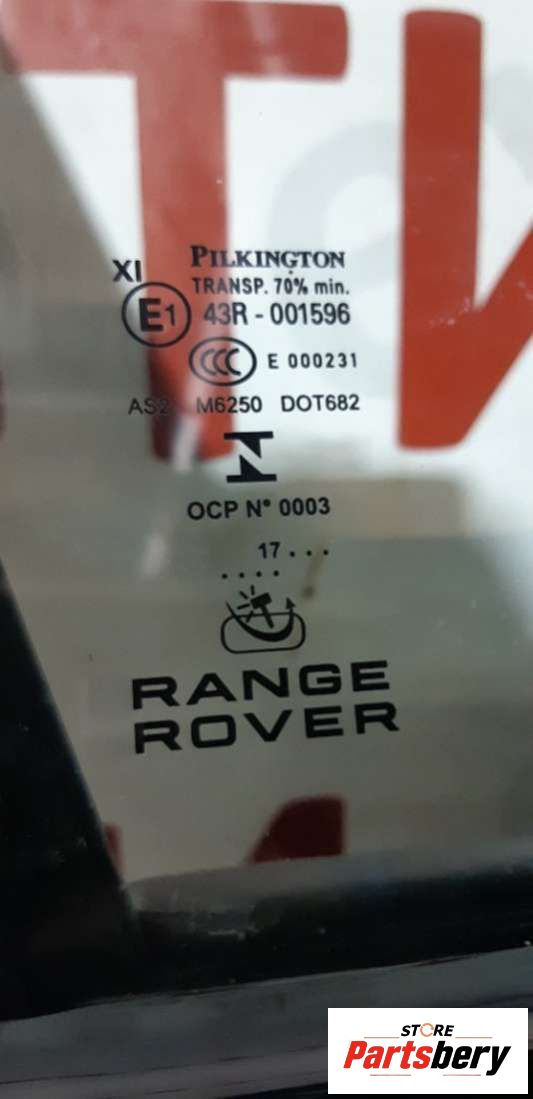 PILKINGTON
XI
TRANSP. 70% min.
E1 43R - 001596
CCC E 000231
AS2 M6250 DOT682
OCP N° 0003
17 . . .
. . . .
RANGE
ROVER
STORE
Partsbery